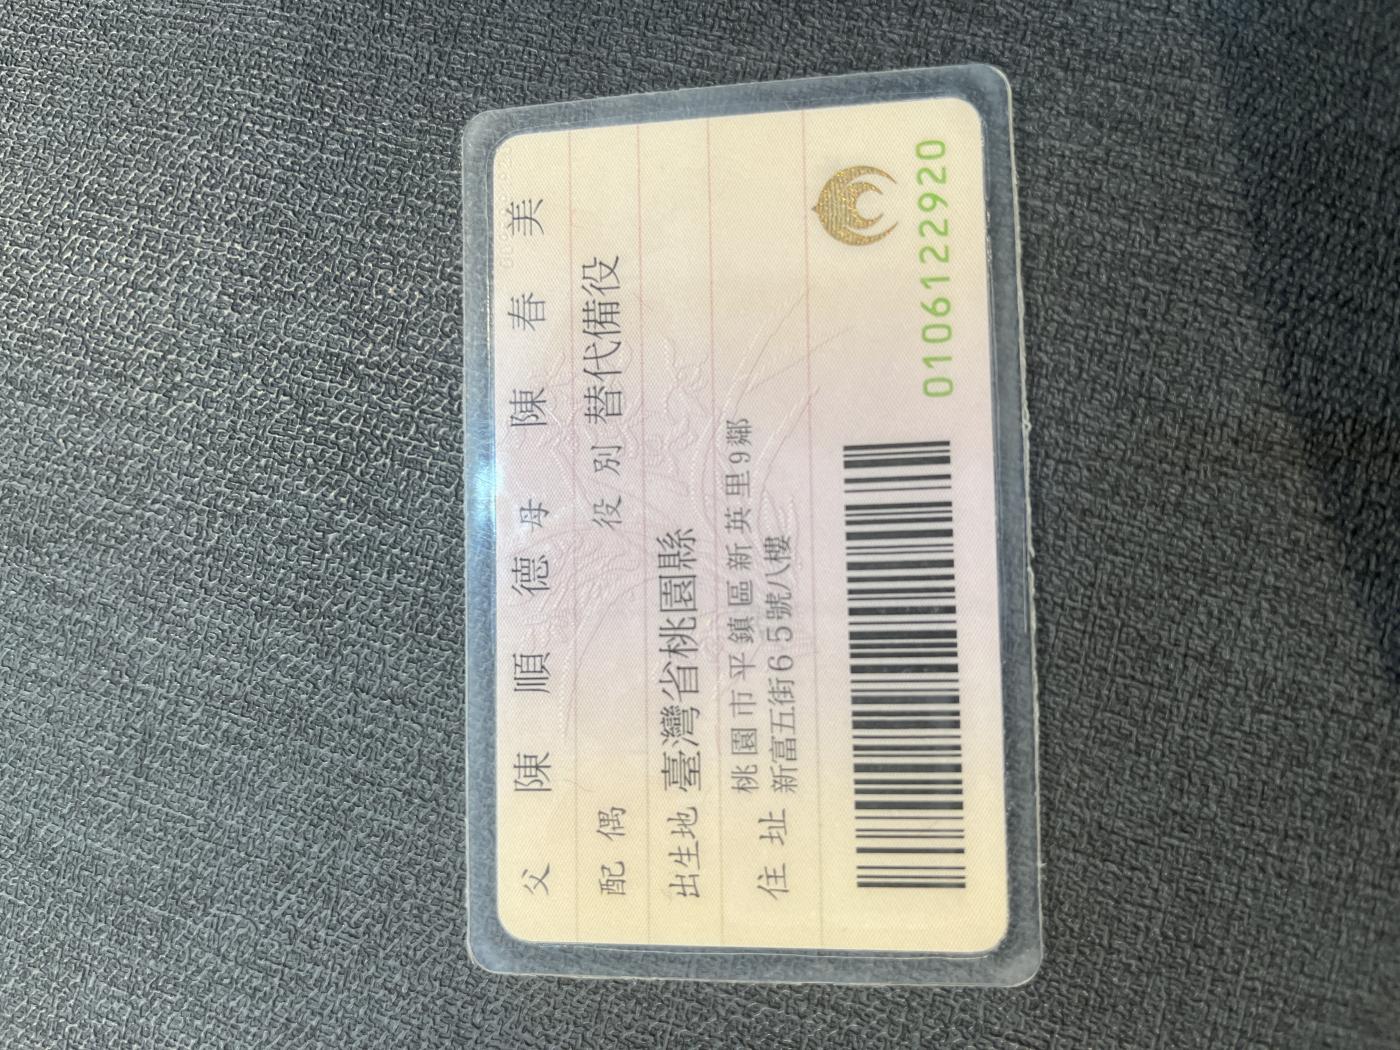 父 陳順德 母 陳春美
配偶 役別 替代備役
出生地 臺灣省桃園縣
住址 桃園市平鎮區新英里9鄰
新富五街65號八樓
0106122920